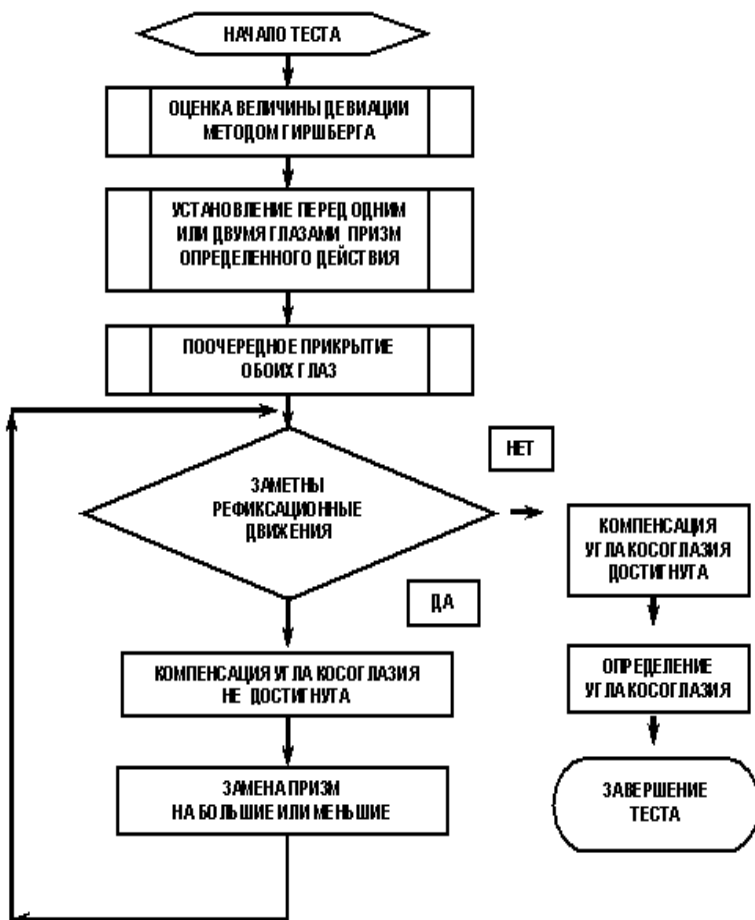 НАЧАЛО ТЕСТА
ОЦЕНКА ВЕЛИЧИНЫ ДЕВИАЦИИ
МЕТОДОМ ГИРШБЕРГА
УСТАНОВЛЕНИЕ ПЕРЕД ОДНИМ
ИЛИ ДВУМЯ ГЛАЗАМИ ПРИЗМ
ОПРЕДЕЛЕННОГО ДЕЙСТВИЯ
ПООЧЕРЕДНОЕ ПРИКРЫТИЕ
ОБОИХ ГЛАЗ
ЗАМЕТНЫ
РЕФИКСАЦИОННЫЕ
ДВИЖЕНИЯ
НЕТ
КОМПЕНСАЦИЯ
УГЛА КОСОГЛАЗИЯ
ДОСТИГНУТА
ДА
КОМПЕНСАЦИЯ УГЛА КОСОГЛАЗИЯ
НЕ ДОСТИГНУТА
ОПРЕДЕЛЕНИЕ
УГЛА КОСОГЛАЗИЯ
ЗАМЕНА ПРИЗМ
НА БОЛЬШИЕ ИЛИ МЕНЬШИЕ
ЗАВЕРШЕНИЕ
ТЕСТА